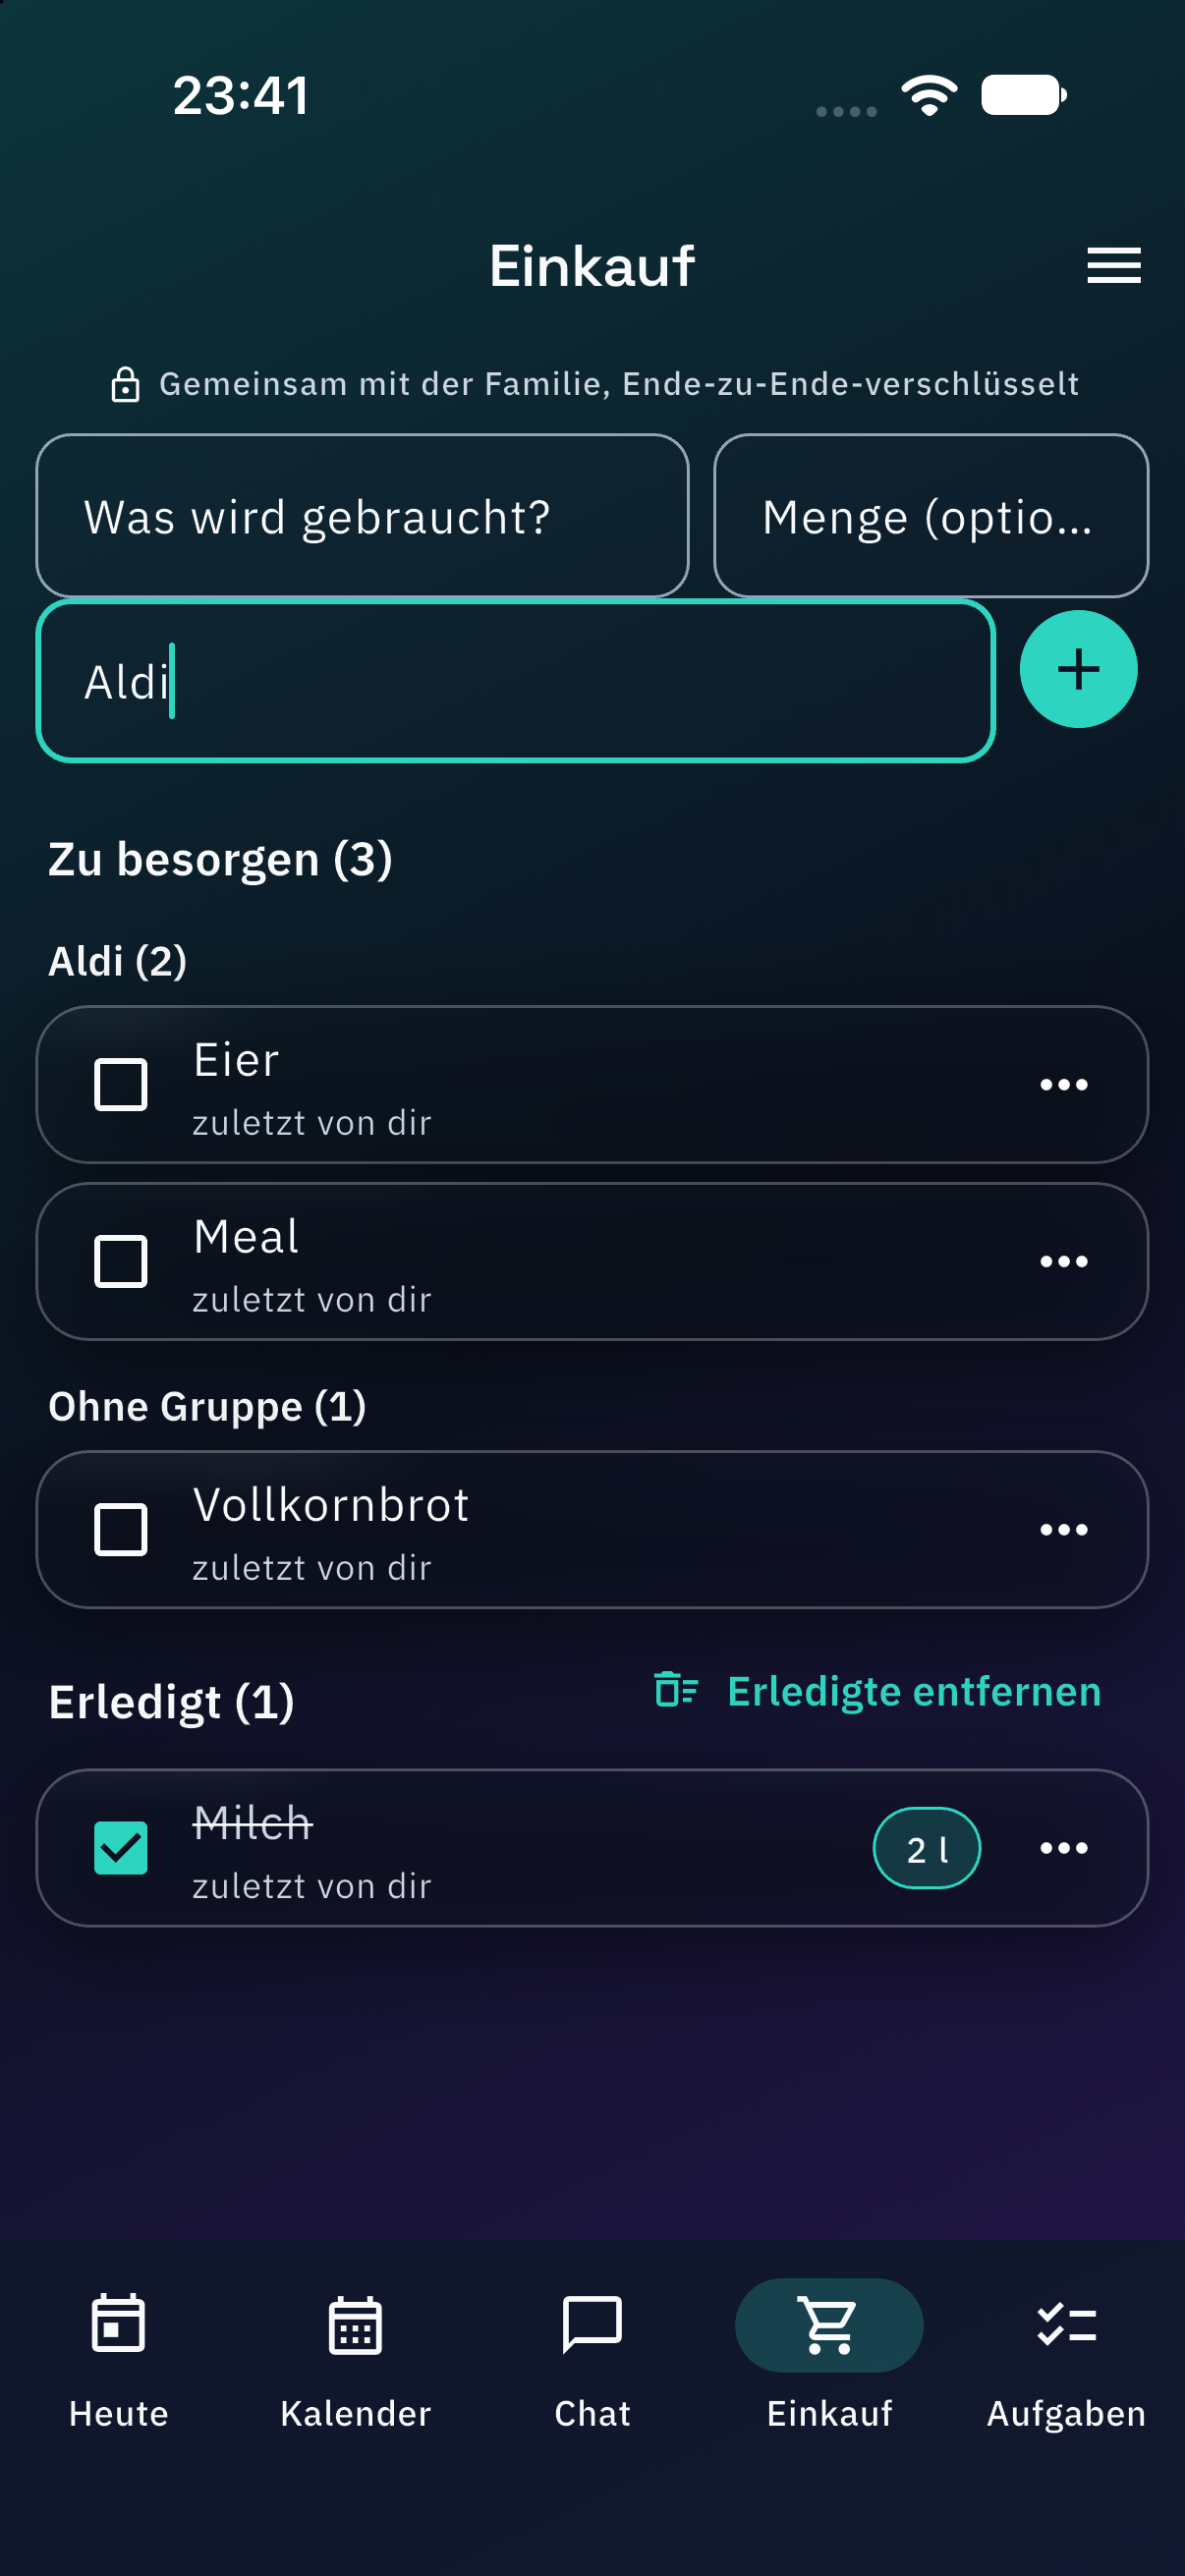 23:41
Einkauf
Gemeinsam mit der Familie, Ende-zu-Ende-verschlüsselt
Was wird gebraucht?
Menge (optio...
Aldi
Zu besorgen (3)
Aldi (2)
Eier
zuletzt von dir
Meal
zuletzt von dir
Ohne Gruppe (1)
Vollkornbrot
zuletzt von dir
Erledigt (1)
Erledigte entfernen
Milch
zuletzt von dir
2 l
Heute
Kalender
Chat
Einkauf
Aufgaben